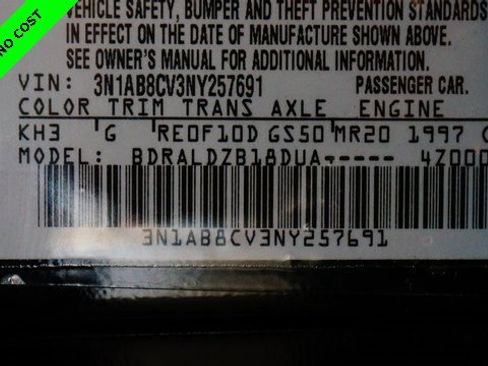 NO COST
VEHICLE SAFETY, BUMPER AND THEFT PREVENTION STANDARDS
IN EFFECT ON THE DATE OF MANUFACTURE SHOWN ABOVE.
SEE OWNER'S MANUAL FOR ADDITIONAL INFORMATION.
VIN: 3N1AB8CV3NY257691 PASSENGER CAR.
COLOR TRIM TRANS AXLE ENGINE
KH3 G RE0F10D GS50 MR20 1997
MODEL: BDRALDZB18DUA----- 4Z000
3N1AB8CV3NY257691